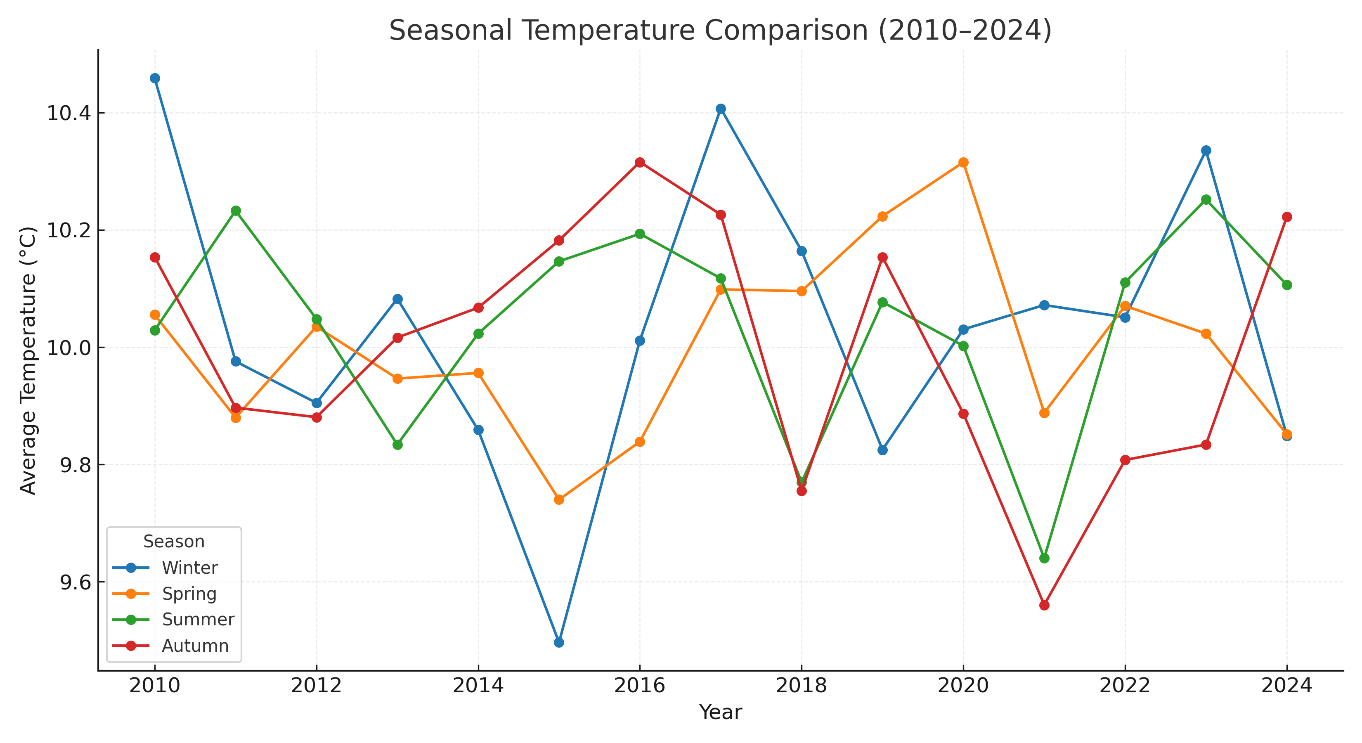 Seasonal Temperature Comparison (2010–2024)
Average Temperature (°C)
10.4
10.2
10.0
9.8
9.6
Season
Winter
Spring
Summer
Autumn
2010 2012 2014 2016 2018 2020 2022 2024
Year